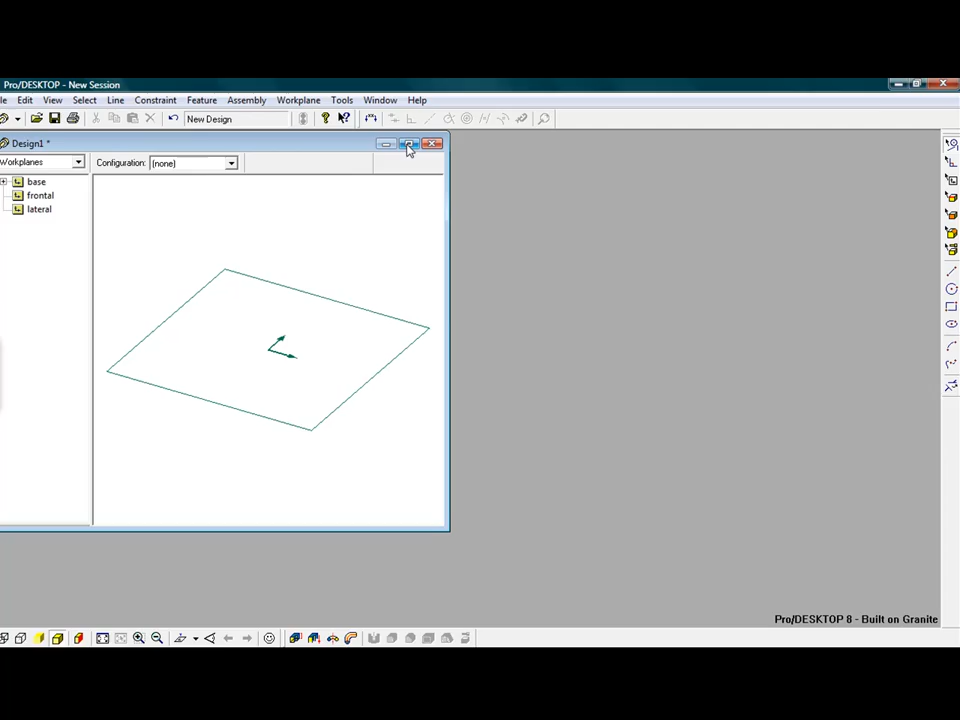 Pro/DESKTOP - New Session
le Edit View Select Line Constraint Feature Assembly Workplane Tools Window Help
New Design
Design1 *
Workplanes Configuration: (none)
base
frontal
lateral
Pro/DESKTOP 8 - Built on Granite